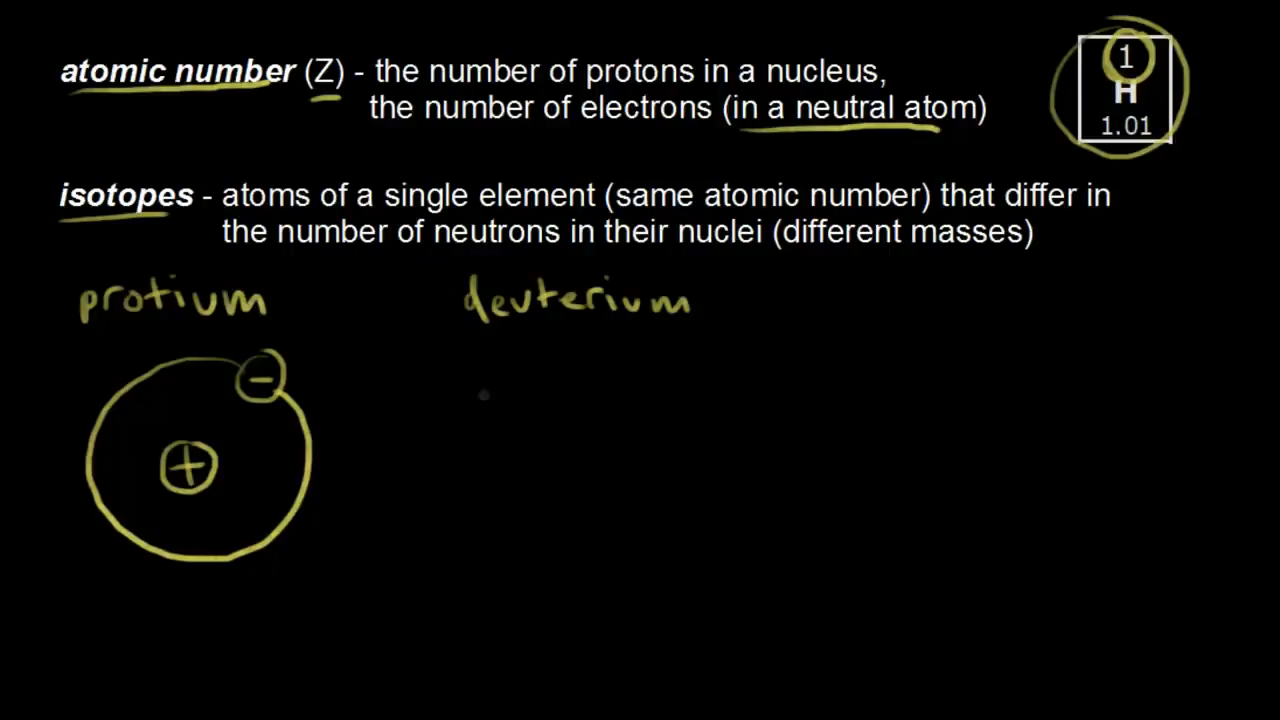 atomic number (Z) - the number of protons in a nucleus,
the number of electrons (in a neutral atom)
1
H
1.01
isotopes - atoms of a single element (same atomic number) that differ in
the number of neutrons in their nuclei (different masses)
protium deuterium
-
+